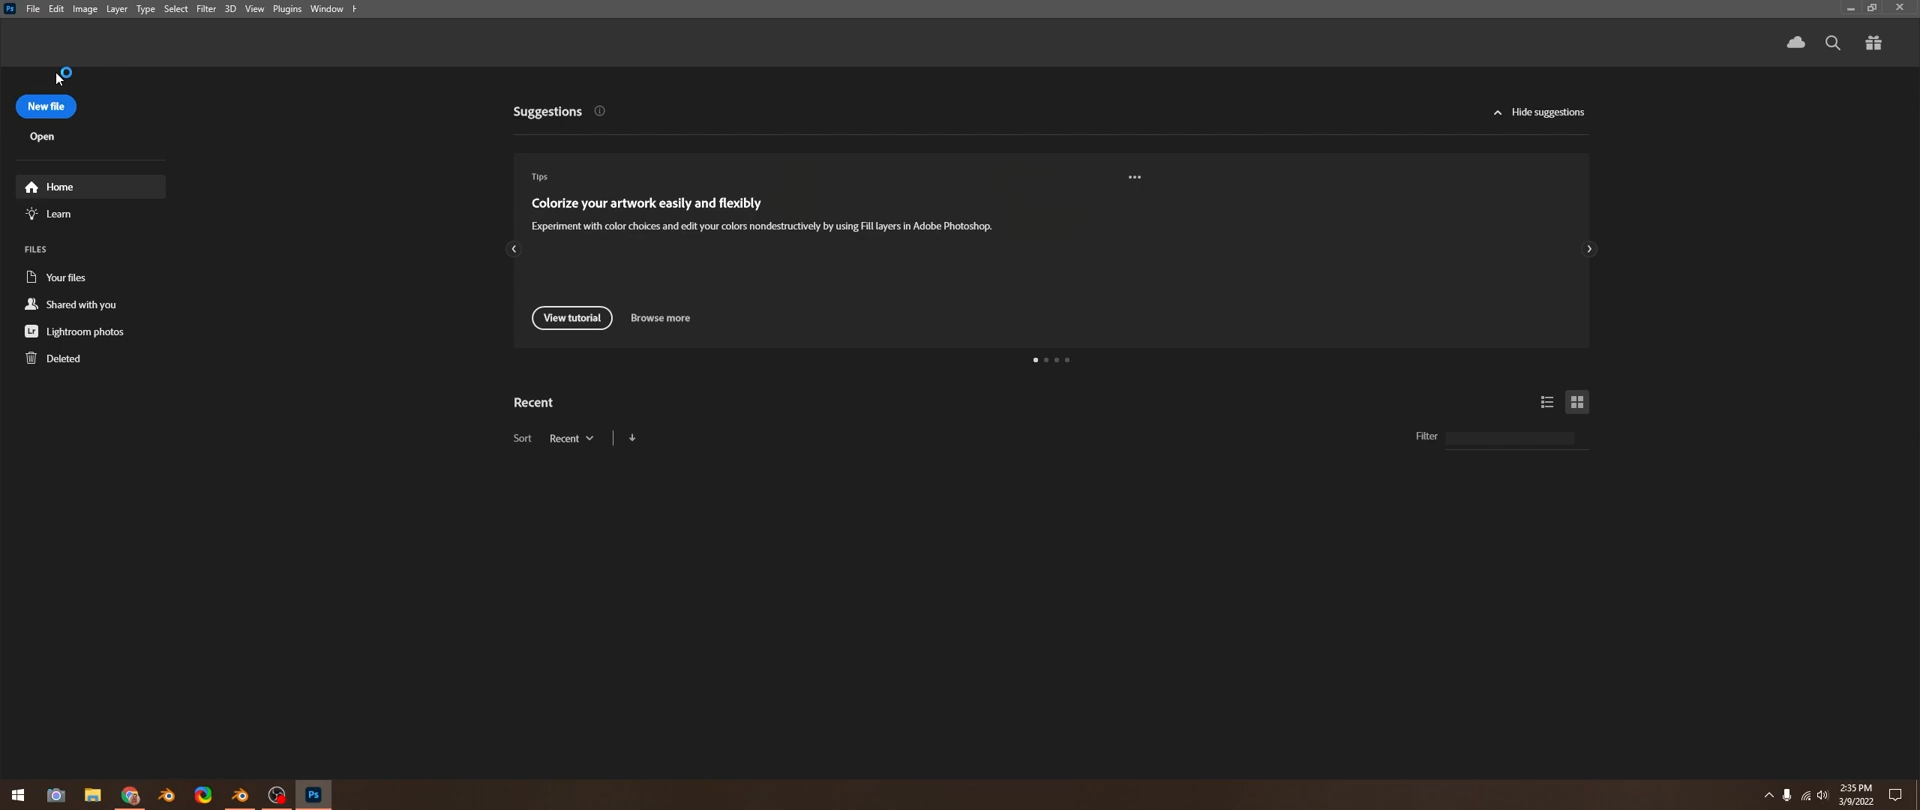 Ps File Edit Image Layer Type Select Filter 3D View Plugins Window H
New file
Open
Home
Learn
FILES
Your files
Shared with you
Lr Lightroom photos
Deleted
Suggestions
Hide suggestions
Tips
Colorize your artwork easily and flexibly
Experiment with color choices and edit your colors nondestructively by using Fill layers in Adobe Photoshop.
View tutorial Browse more
Recent
Sort Recent
Filter
Ps
2:35 PM
3/9/2022